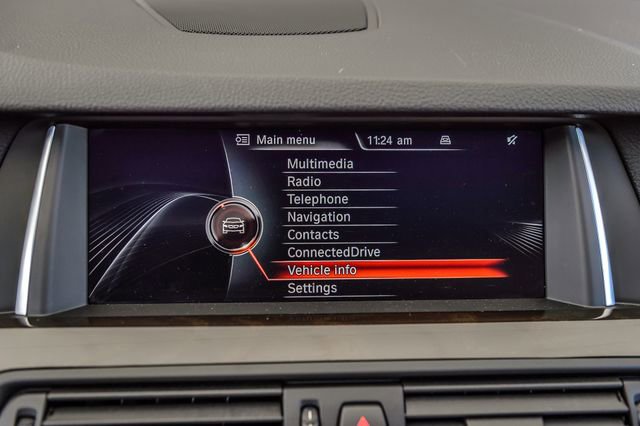 Main menu 11:24 am
Multimedia
Radio
Telephone
Navigation
Contacts
ConnectedDrive
Vehicle info
Settings